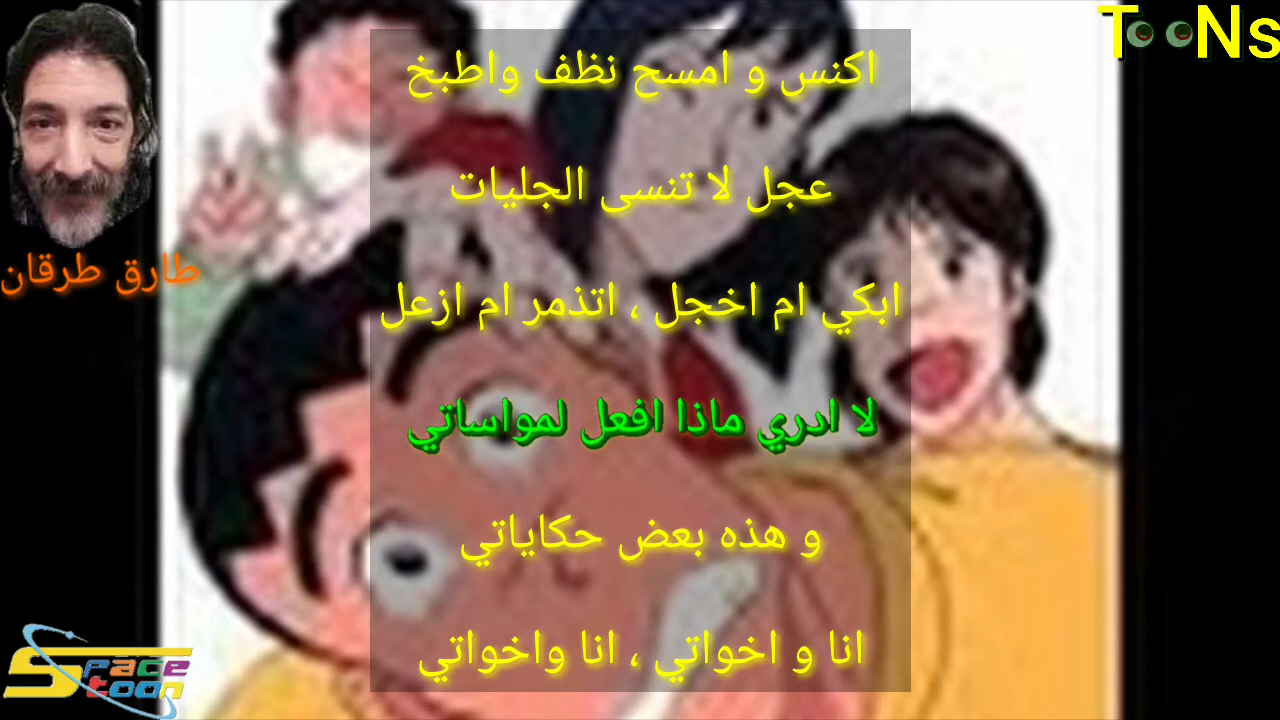 TooNs
اكنس و امسح نظف واطبخ
عجل لا تنسى الجليات
ابكي ام اخجل ، اتذمر ام ازعل
لا ادري ماذا افعل لمواساتي
و هذه بعض حكاياتي
انا و اخواتي ، انا واخواتي
طارق طرقان
Space
toon